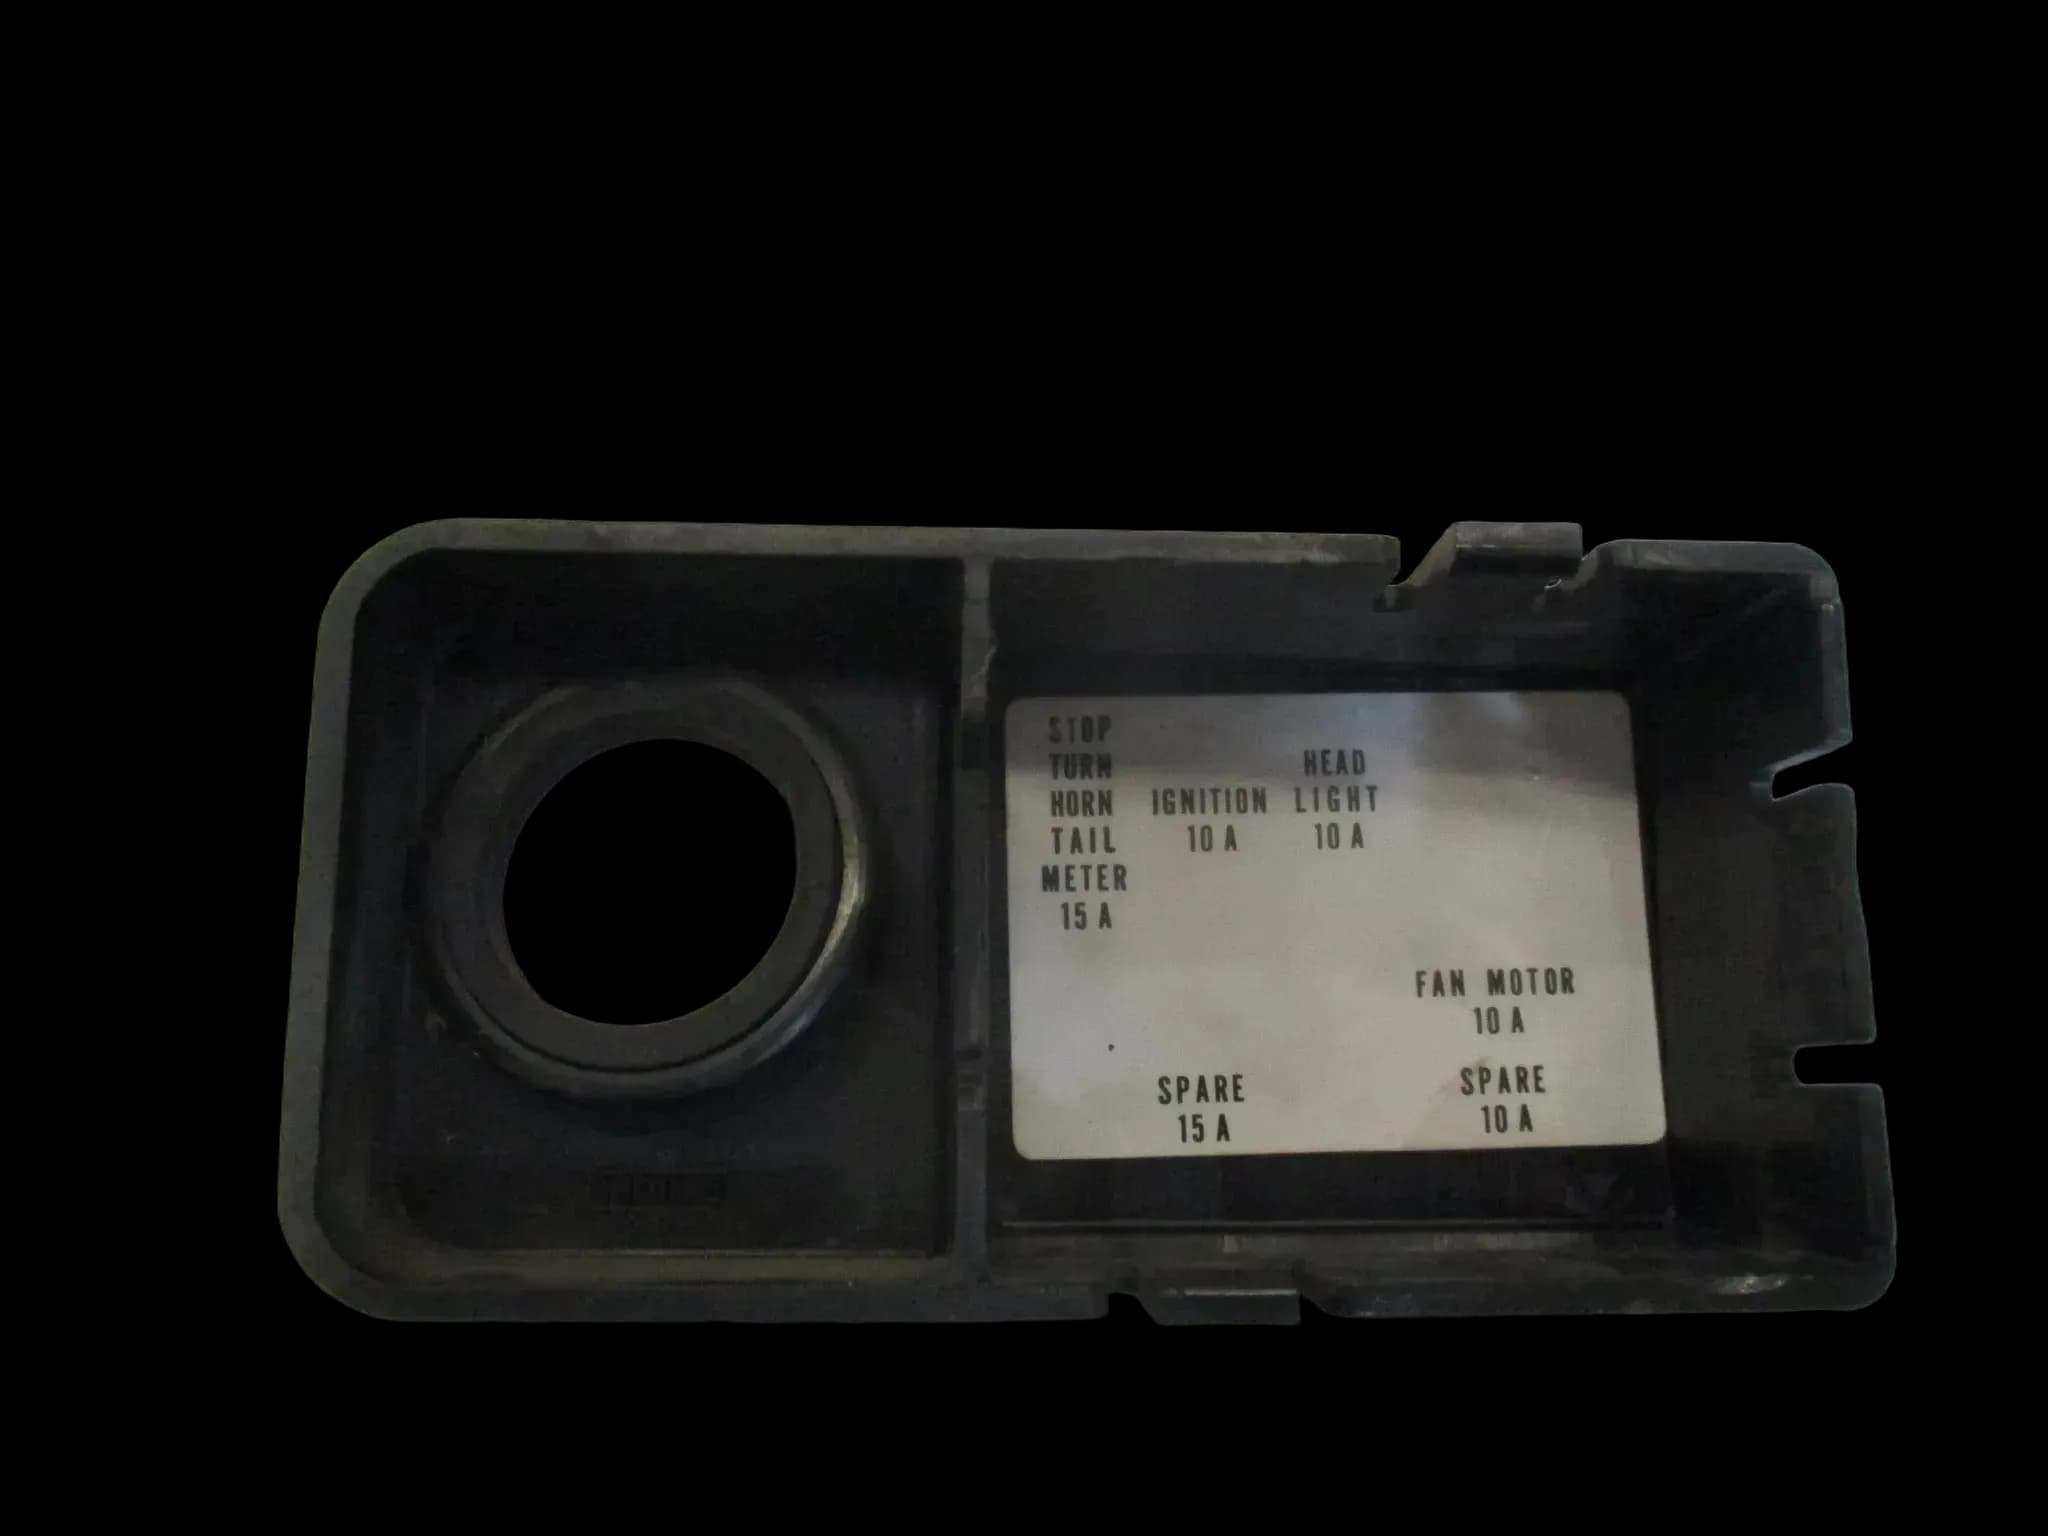 STOP
TURN
HORN
TAIL
METER
15 A
IGNITION
10 A
HEAD
LIGHT
10 A
FAN MOTOR
10 A
SPARE
15 A
SPARE
10 A